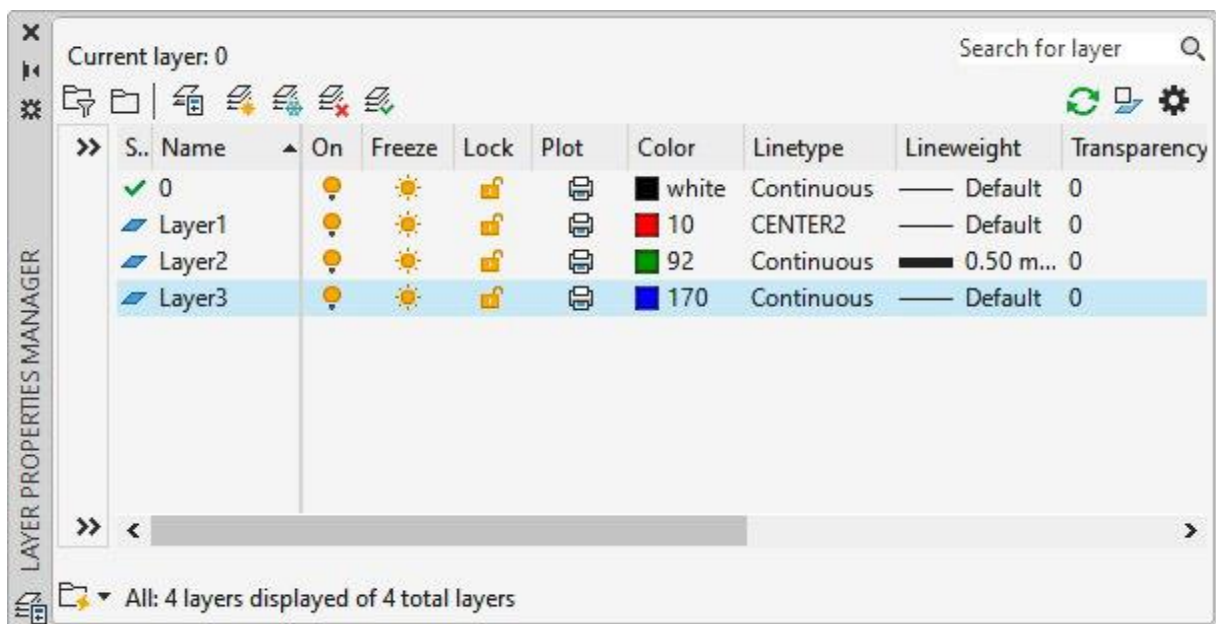 Current layer: 0
Search for layer
S.. Name On Freeze Lock Plot Color Linetype Lineweight Transparency
0 white Continuous Default 0
Layer1 10 CENTER2 Default 0
Layer2 92 Continuous 0.50 m... 0
Layer3 170 Continuous Default 0
All: 4 layers displayed of 4 total layers
LAYER PROPERTIES MANAGER